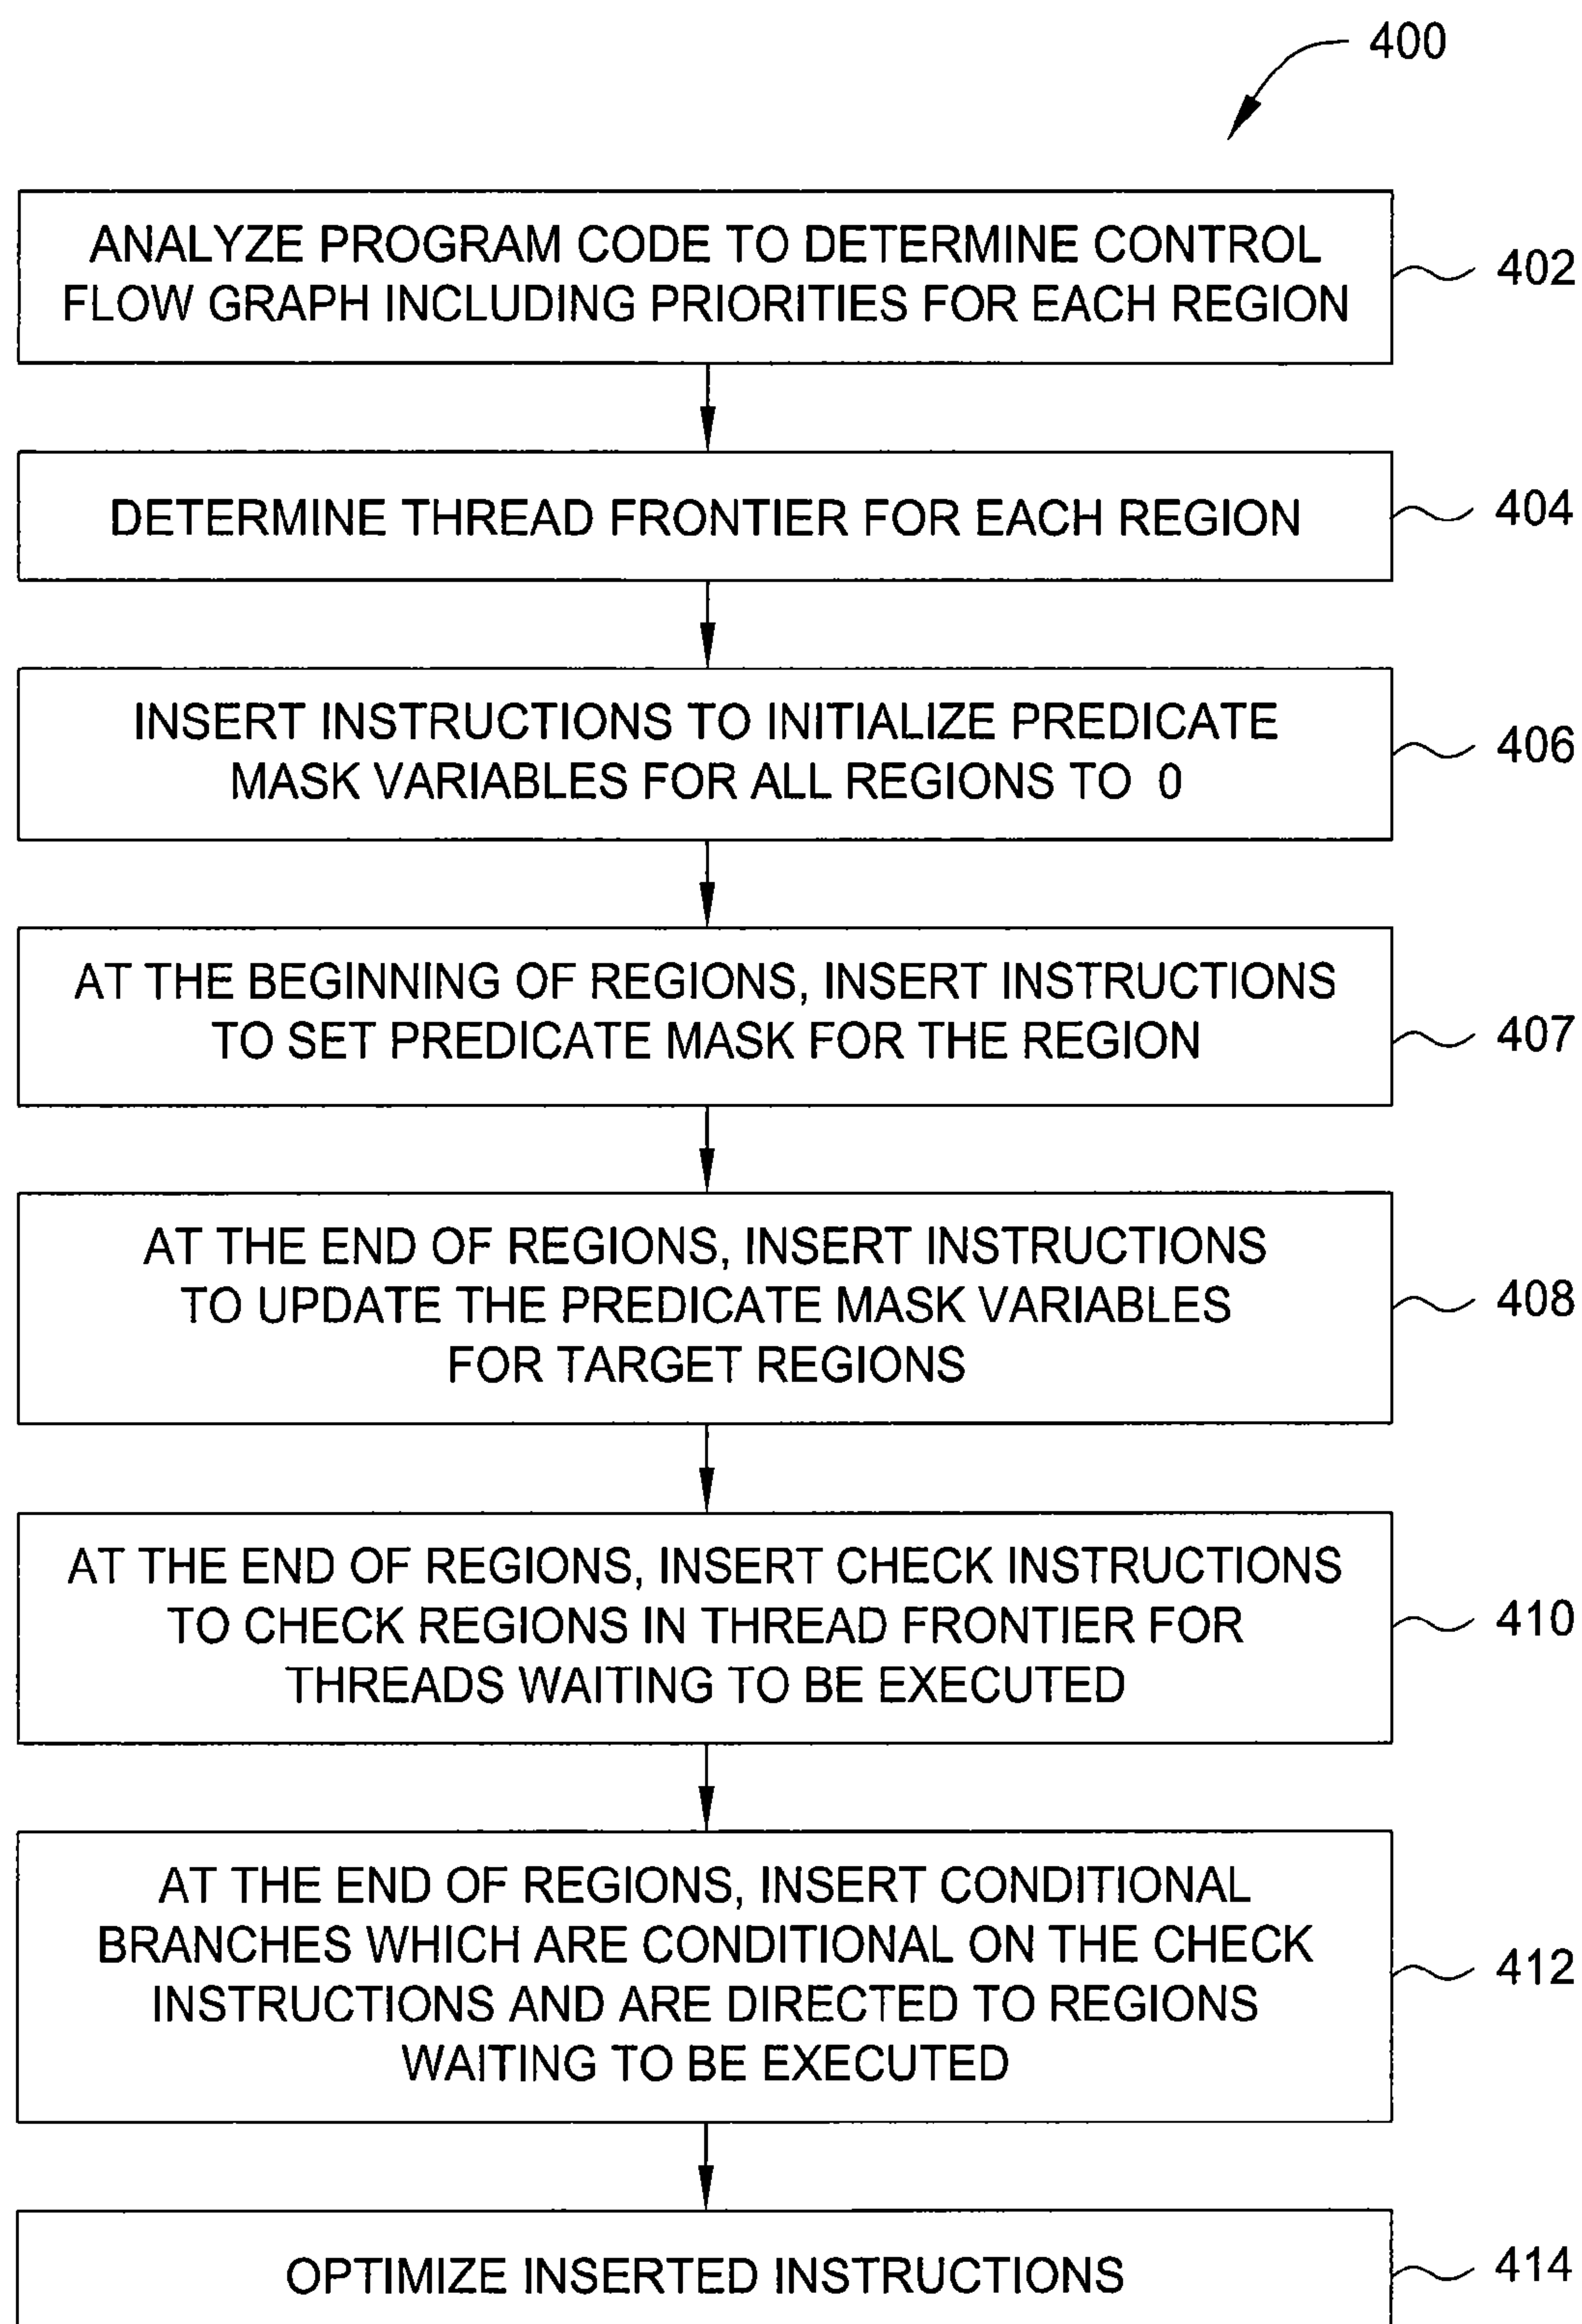 400
ANALYZE PROGRAM CODE TO DETERMINE CONTROL
FLOW GRAPH INCLUDING PRIORITIES FOR EACH REGION
402
DETERMINE THREAD FRONTIER FOR EACH REGION
404
INSERT INSTRUCTIONS TO INITIALIZE PREDICATE
MASK VARIABLES FOR ALL REGIONS TO 0
406
AT THE BEGINNING OF REGIONS, INSERT INSTRUCTIONS
TO SET PREDICATE MASK FOR THE REGION
407
AT THE END OF REGIONS, INSERT INSTRUCTIONS
TO UPDATE THE PREDICATE MASK VARIABLES
FOR TARGET REGIONS
408
AT THE END OF REGIONS, INSERT CHECK INSTRUCTIONS
TO CHECK REGIONS IN THREAD FRONTIER FOR
THREADS WAITING TO BE EXECUTED
410
AT THE END OF REGIONS, INSERT CONDITIONAL
BRANCHES WHICH ARE CONDITIONAL ON THE CHECK
INSTRUCTIONS AND ARE DIRECTED TO REGIONS
WAITING TO BE EXECUTED
412
OPTIMIZE INSERTED INSTRUCTIONS
414